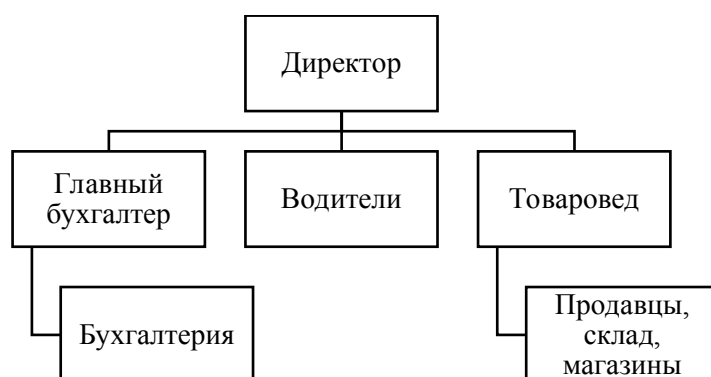 Директор
Главный
бухгалтер
Водители
Товаровед
Бухгалтерия
Продавцы,
склад,
магазины